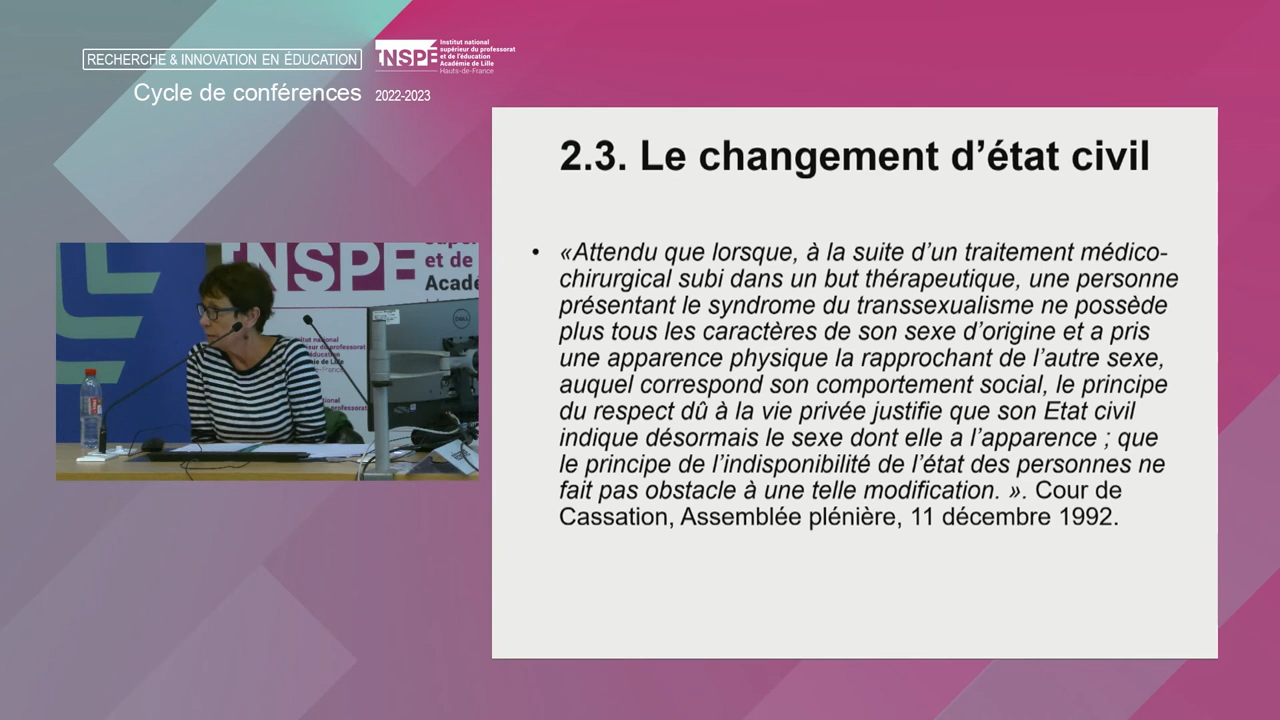 RECHERCHE & INNOVATION EN ÉDUCATION
INSPÉ
Institut national
supérieur du professorat
et de l'éducation
Académie de Lille
Hauts-de-France
Cycle de conférences 2022-2023
2.3. Le changement d’état civil
• «Attendu que lorsque, à la suite d’un traitement médico-
chirurgical subi dans un but thérapeutique, une personne
présentant le syndrome du transsexualisme ne possède
plus tous les caractères de son sexe d’origine et a pris
une apparence physique la rapprochant de l’autre sexe,
auquel correspond son comportement social, le principe
du respect dû à la vie privée justifie que son Etat civil
indique désormais le sexe dont elle a l’apparence ; que
le principe de l’indisponibilité de l’état des personnes ne
fait pas obstacle à une telle modification. ». Cour de
Cassation, Assemblée plénière, 11 décembre 1992.
INSPE
et de
Acadé
DELL